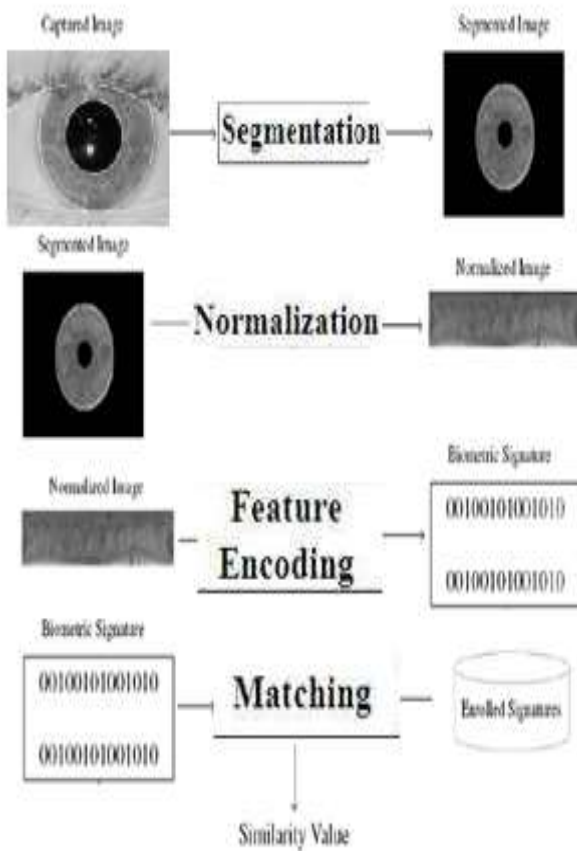 Captured Image
Segmented Image
Segmentation
Segmented Image
Normalized Image
Normalization
Biometric Signature
Normalized Image
Feature
Encoding
00100101001010
00100101001010
Biometric Signature
00100101001010
00100101001010
Matching
Enrolled Signatures
Similarity Value